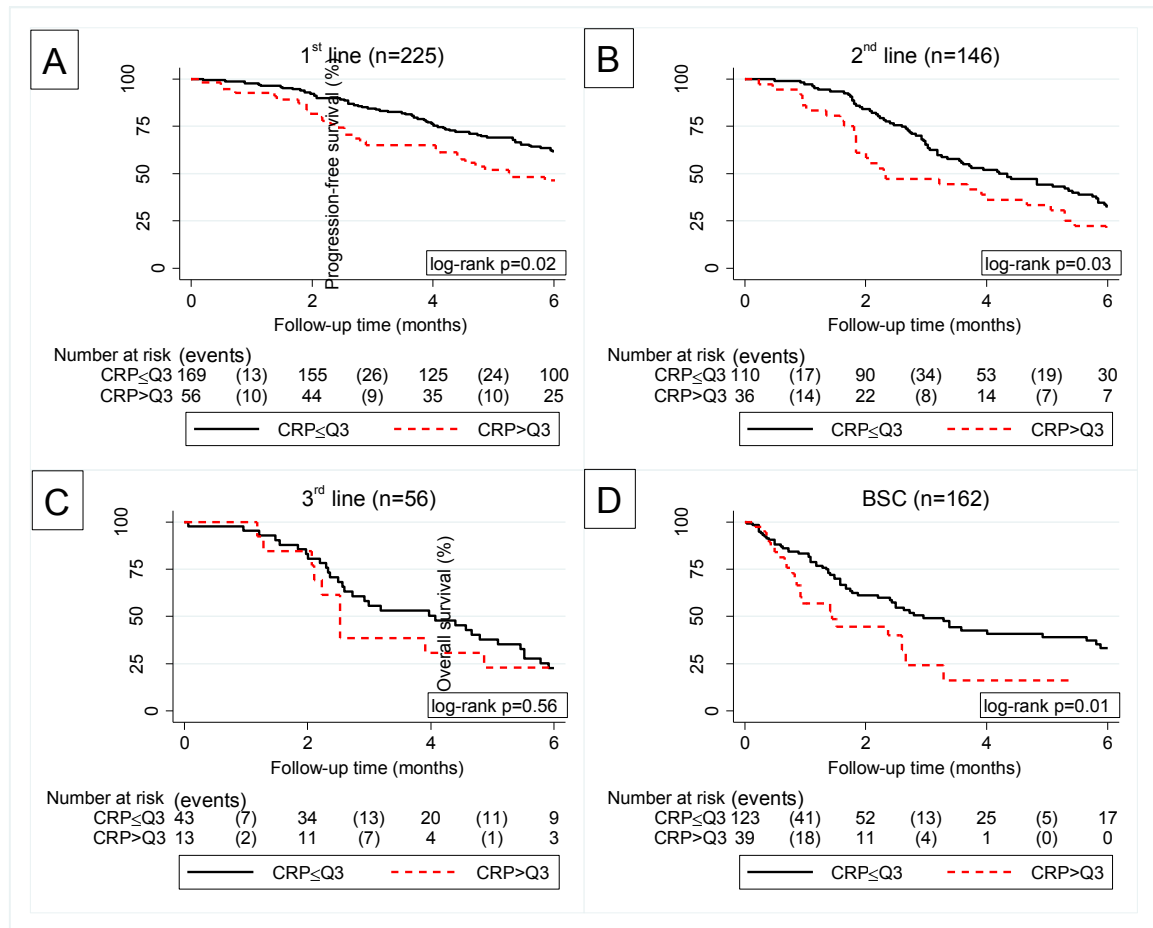 A
1st line (n=225)
Progression-free survival (%)
100
75
50
25
0
log-rank p=0.02
0 2 4 6
Follow-up time (months)
Number at risk (events)
CRP≤Q3 169 (13) 155 (26) 125 (24) 100
CRP>Q3 56 (10) 44 (9) 35 (10) 25
CRP≤Q3 CRP>Q3
B
2nd line (n=146)
100
75
50
25
0
log-rank p=0.03
0 2 4 6
Follow-up time (months)
Number at risk (events)
CRP≤Q3 110 (17) 90 (34) 53 (19) 30
CRP>Q3 36 (14) 22 (8) 14 (7) 7
CRP≤Q3 CRP>Q3
C
3rd line (n=56)
Overall survival (%)
100
75
50
25
0
log-rank p=0.56
0 2 4 6
Follow-up time (months)
Number at risk (events)
CRP≤Q3 43 (7) 34 (13) 20 (11) 9
CRP>Q3 13 (2) 11 (7) 4 (1) 3
CRP≤Q3 CRP>Q3
D
BSC (n=162)
100
75
50
25
0
log-rank p=0.01
0 2 4 6
Follow-up time (months)
Number at risk (events)
CRP≤Q3 123 (41) 52 (13) 25 (5) 17
CRP>Q3 39 (18) 11 (4) 1 (0) 0
CRP≤Q3 CRP>Q3